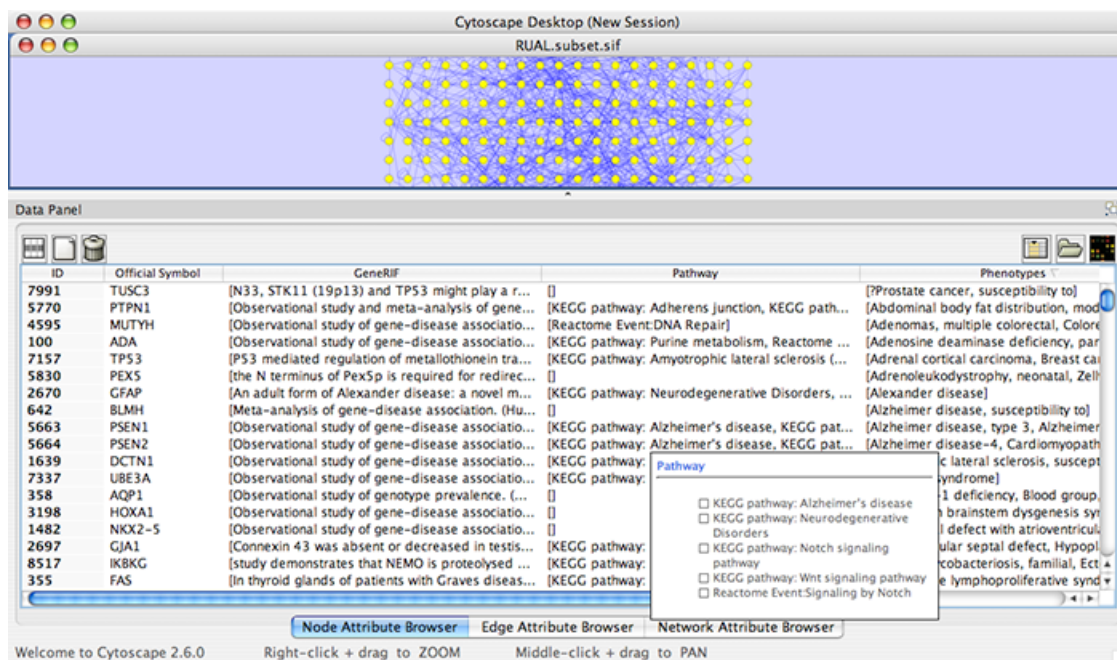 Cytoscape Desktop (New Session)
RUAL.subset.sif
Data Panel
ID Official Symbol GeneRIF Pathway Phenotypes
7991 TUSC3 [N33, STK11 (19p13) and TP53 might play a r... [] [?Prostate cancer, susceptibility to]
5770 PTPN1 [Observational study and meta-analysis of gene... [KEGG pathway: Adherens junction, KEGG path... [Abdominal body fat distribution, mod
4595 MUTYH [Observational study of gene-disease associatio... [Reactome Event:DNA Repair] [Adenomas, multiple colorectal, Colore
100 ADA [Observational study of gene-disease associatio... [KEGG pathway: Purine metabolism, Reactome ... [Adenosine deaminase deficiency, par
7157 TP53 [P53 mediated regulation of metallothionein tra... [KEGG pathway: Amyotrophic lateral sclerosis (... [Adrenal cortical carcinoma, Breast ca
5830 PEX5 [the N terminus of Pex5p is required for redirec... [] [Adrenoleukodystrophy, neonatal, Zell
2670 GFAP [An adult form of Alexander disease: a novel m... [KEGG pathway: Neurodegenerative Disorders, ... [Alexander disease]
642 BLMH [Meta-analysis of gene-disease association. (Hu... [] [Alzheimer disease, susceptibility to]
5663 PSEN1 [Observational study of gene-disease associatio... [KEGG pathway: Alzheimer's disease, KEGG pat... [Alzheimer disease, type 3, Alzheimer
5664 PSEN2 [Observational study of gene-disease associatio... [KEGG pathway: Alzheimer's disease, KEGG pat... [Alzheimer disease-4, Cardiomyopath
1639 DCTN1 [Observational study of gene-disease associatio... [KEGG pathway: c lateral sclerosis, suscept
7337 UBE3A [Observational study of gene-disease associatio... [KEGG pathway: syndrome]
358 AQP1 [Observational study of genotype prevalence. (... [] -1 deficiency, Blood group,
3198 HOXA1 [Observational study of gene-disease associatio... [] brainstem dysgenesis syn
1482 NKX2-5 [Observational study of gene-disease associatio... [] l defect with atrioventricula
2697 GJA1 [Connexin 43 was absent or decreased in testis... [KEGG pathway: ular septal defect, Hypopl
8517 IKBKG [study demonstrates that NEMO is proteolysed ... [KEGG pathway: cobacteriosis, familial, Ect
355 FAS [In thyroid glands of patients with Graves diseas... [KEGG pathway: e lymphoproliferative synd
Pathway
KEGG pathway: Alzheimer's disease
KEGG pathway: Neurodegenerative
Disorders
KEGG pathway: Notch signaling
pathway
KEGG pathway: Wnt signaling pathway
Reactome Event:Signaling by Notch
Node Attribute Browser Edge Attribute Browser Network Attribute Browser
Welcome to Cytoscape 2.6.0 Right-click + drag to ZOOM Middle-click + drag to PAN